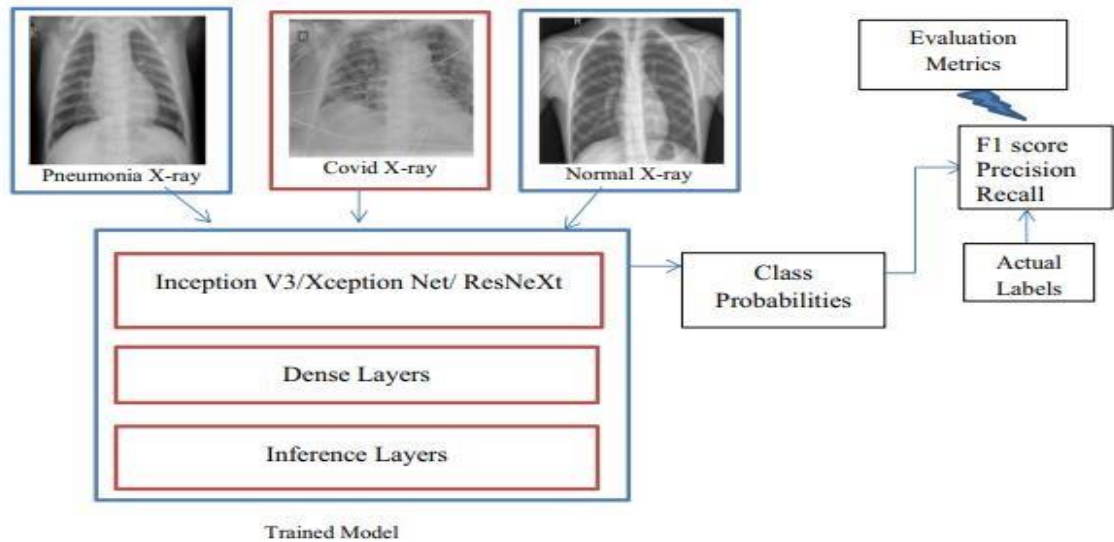 R
Pneumonia X-ray
Covid X-ray
Normal X-ray
Evaluation
Metrics
F1 score
Precision
Recall
Inception V3/Xception Net/ ResNeXt
Class
Probabilities
Actual
Labels
Dense Layers
Inference Layers
Trained Model